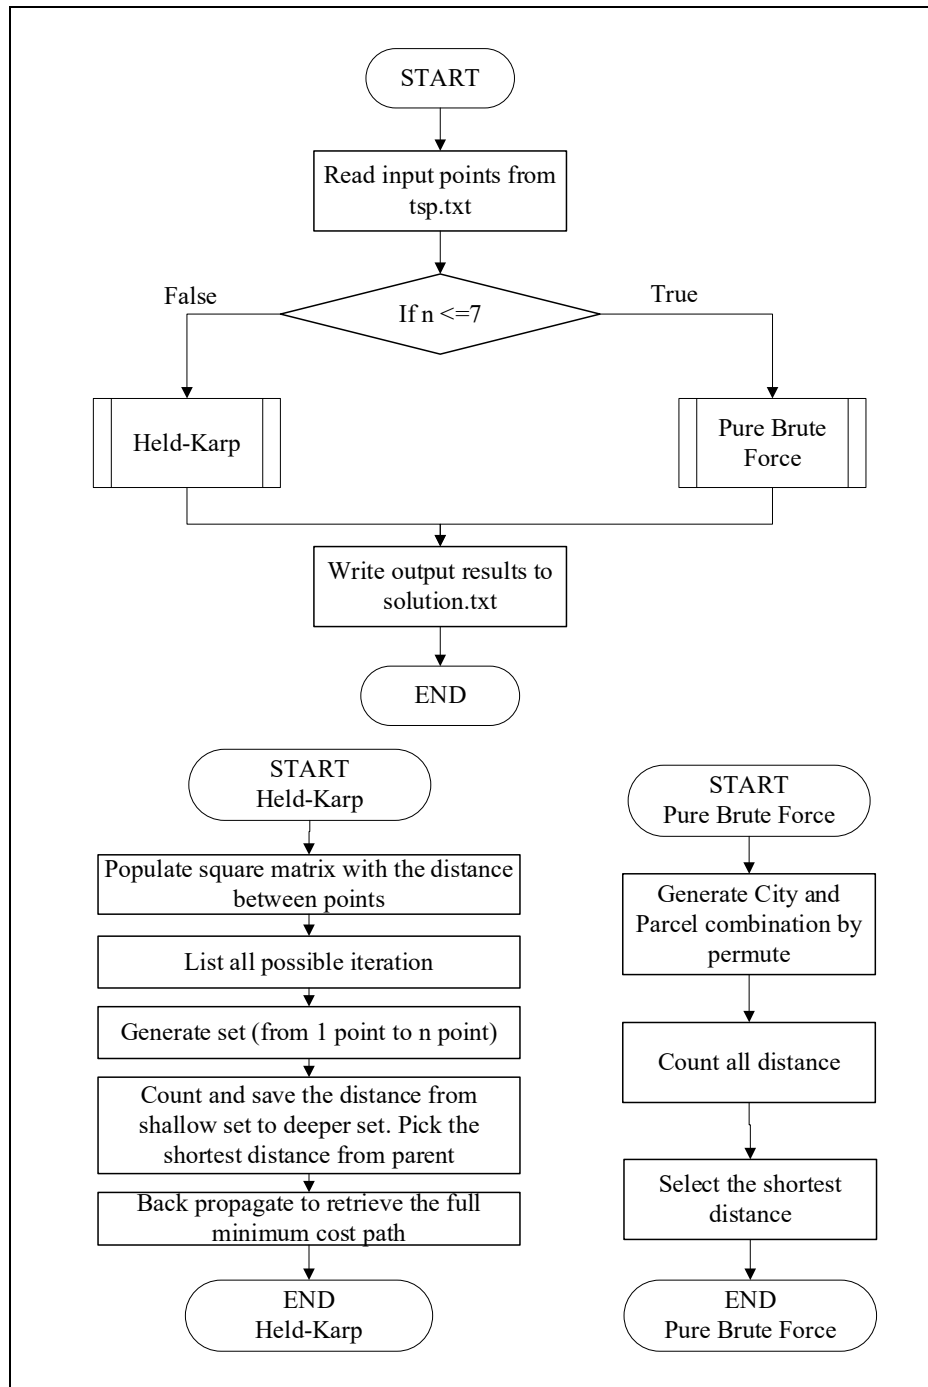 START
Read input points from
tsp.txt
False
True
If n <=7
Held-Karp
Pure Brute
Force
Write output results to
solution.txt
END
START
Held-Karp
Populate square matrix with the distance
between points
List all possible iteration
Generate set (from 1 point to n point)
Count and save the distance from
shallow set to deeper set. Pick the
shortest distance from parent
Back propagate to retrieve the full
minimum cost path
END
Held-Karp
START
Pure Brute Force
Generate City and
Parcel combination by
permute
Count all distance
Select the shortest
distance
END
Pure Brute Force